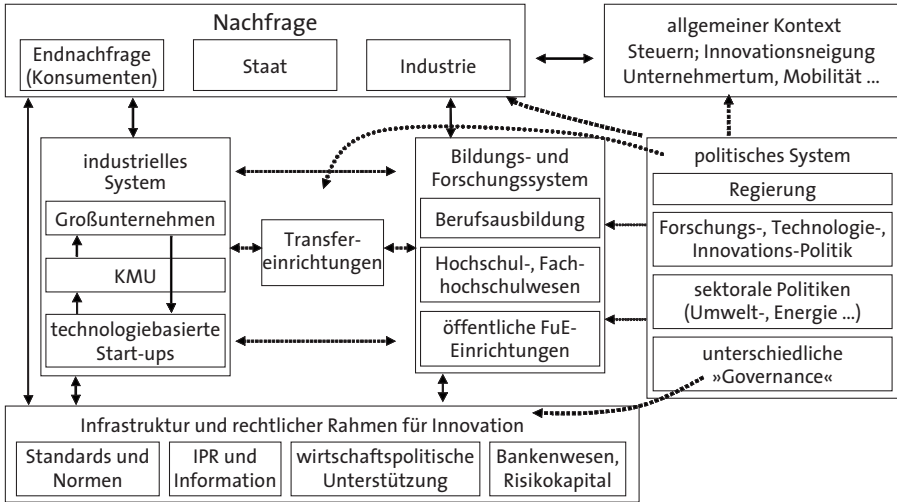 Nachfrage
Endnachfrage
(Konsumenten)
Staat
Industrie
allgemeiner Kontext
Steuern; Innovationsneigung
Unternehmertum, Mobilität ...
industrielles
System
Großunternehmen
KMU
technologiebasierte
Start-ups
Transfer-
einrichtungen
Bildungs- und
Forschungssystem
Berufsausbildung
Hochschul-, Fach-
hochschulwesen
öffentliche FuE-
Einrichtungen
politisches System
Regierung
Forschungs-, Technologie-,
Innovations-Politik
sektorale Politiken
(Umwelt-, Energie ...)
unterschiedliche
»Governance«
Infrastruktur und rechtlicher Rahmen für Innovation
Standards und
Normen
IPR und
Information
wirtschaftspolitische
Unterstützung
Bankenwesen,
Risikokapital